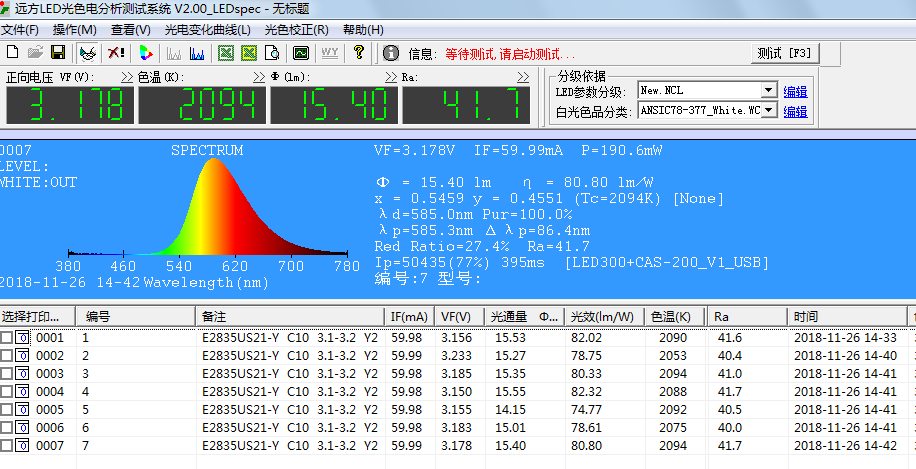 远方LED光色电分析测试系统 V2.00_LEDspec - 无标题
文件(F) 操作(M) 查看(V) 光电变化曲线(L) 光色校正(R) 帮助(H)
WY ? 信息: 等待测试,请启动测试... 测试 [F3]
正向电压 VF(V): >> 色温(K): >> Φ(lm): >> Ra: >>
3.178 2094 15.40 41.7
分级依据
LED参数分级: New.NCL 编辑
白光色品分类: ANSIC78-377_White.WC 编辑
0007 SPECTRUM VF=3.178V IF=59.99mA P=190.6mW
LEVEL:
WHITE:OUT Φ = 15.40 lm η = 80.80 lm/W
x = 0.5459 y = 0.4551 (Tc=2094K) [None]
λd=585.0nm Pur=100.0%
λp=585.3nm Δλp=86.4nm
Red Ratio=27.4% Ra=41.7
380 460 540 620 700 780 Ip=50435(77%) 395ms [LED300+CAS-200_V1_USB]
2018-11-26 14-42 Wavelength(nm) 编号:7 型号:
选择打印... 编号 备注 IF(mA) VF(V) 光通量 Φ... 光效(lm/W) 色温(K) Ra 时间
0001 1 E2835US21-Y C10 3.1-3.2 Y2 59.98 3.156 15.53 82.02 2090 41.6 2018-11-26 14-33
0002 2 E2835US21-Y C10 3.1-3.2 Y2 59.99 3.233 15.27 78.75 2053 40.4 2018-11-26 14-40
0003 3 E2835US21-Y C10 3.1-3.2 Y2 59.98 3.185 15.35 80.33 2094 41.0 2018-11-26 14-41
0004 4 E2835US21-Y C10 3.1-3.2 Y2 59.98 3.150 15.55 82.32 2088 41.7 2018-11-26 14-41
0005 5 E2835US21-Y C10 3.1-3.2 Y2 59.98 3.155 14.15 74.77 2092 40.5 2018-11-26 14-41
0006 6 E2835US21-Y C10 3.1-3.2 Y2 59.98 3.183 15.01 78.61 2075 40.0 2018-11-26 14-41
0007 7 E2835US21-Y C10 3.1-3.2 Y2 59.99 3.178 15.40 80.80 2094 41.7 2018-11-26 14-42